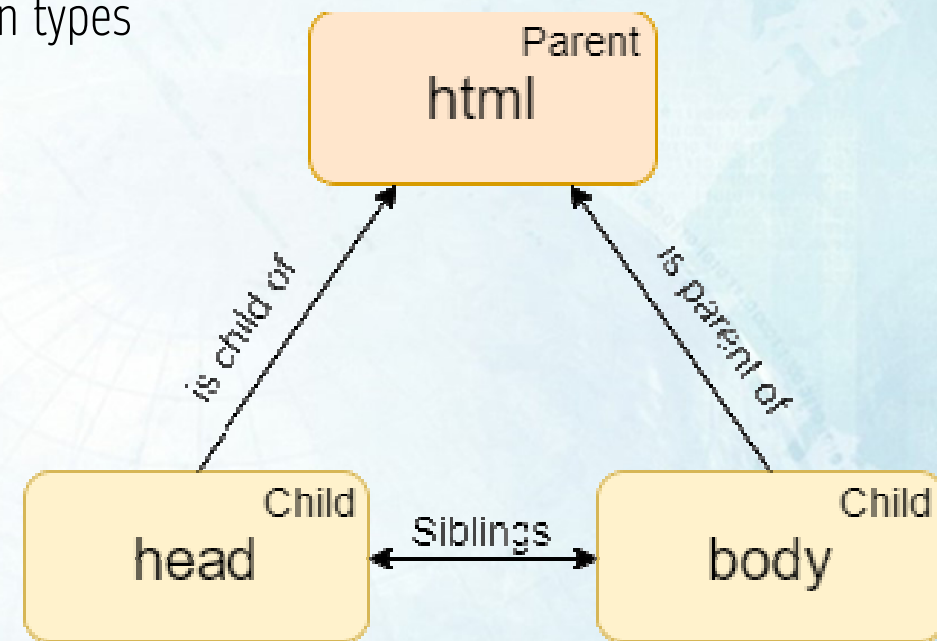 n types
Parent
html
is child of
is parent of
Child
head
Siblings
Child
body